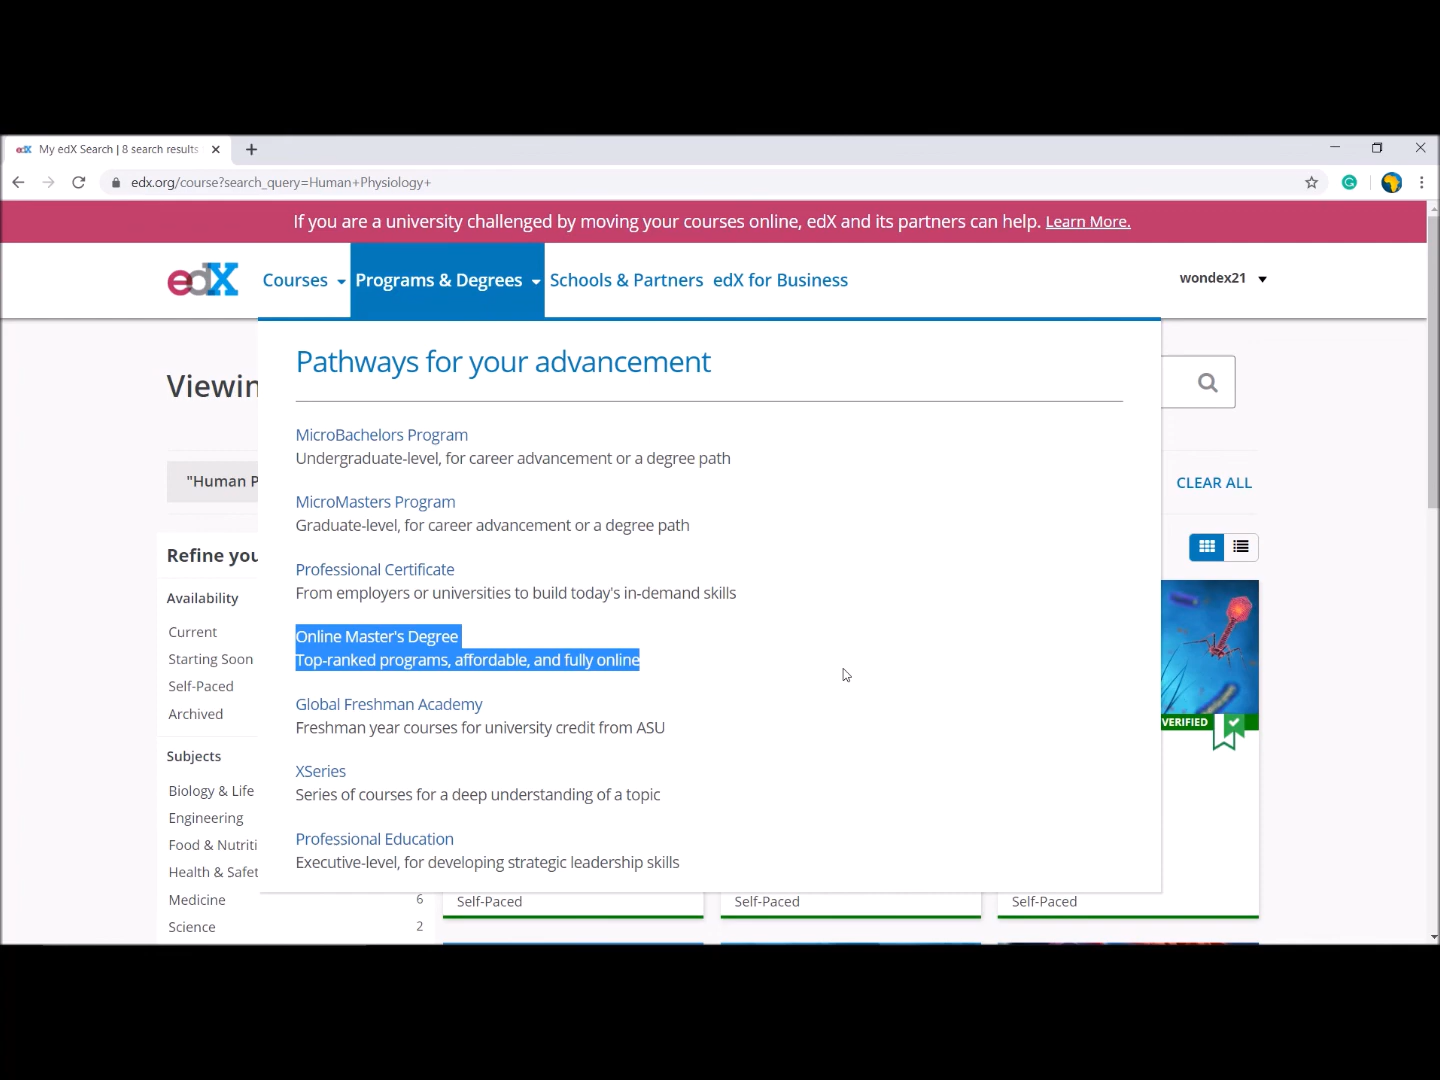 edX My edX Search | 8 search results
edx.org/course?search_query=Human+Physiology+
If you are a university challenged by moving your courses online, edX and its partners can help. Learn More.
edX Courses Programs & Degrees Schools & Partners edX for Business wondex21
Pathways for your advancement
Viewin
MicroBachelors Program
Undergraduate-level, for career advancement or a degree path
"Human P
CLEAR ALL
MicroMasters Program
Graduate-level, for career advancement or a degree path
Refine you
Professional Certificate
From employers or universities to build today's in-demand skills
Availability
Current
Online Master's Degree
Top-ranked programs, affordable, and fully online
Starting Soon
Self-Paced
Archived
Global Freshman Academy
Freshman year courses for university credit from ASU
VERIFIED
Subjects
XSeries
Series of courses for a deep understanding of a topic
Biology & Life
Engineering
Food & Nutriti
Professional Education
Executive-level, for developing strategic leadership skills
Health & Safet
Medicine 6
Self-Paced Self-Paced Self-Paced
Science 2